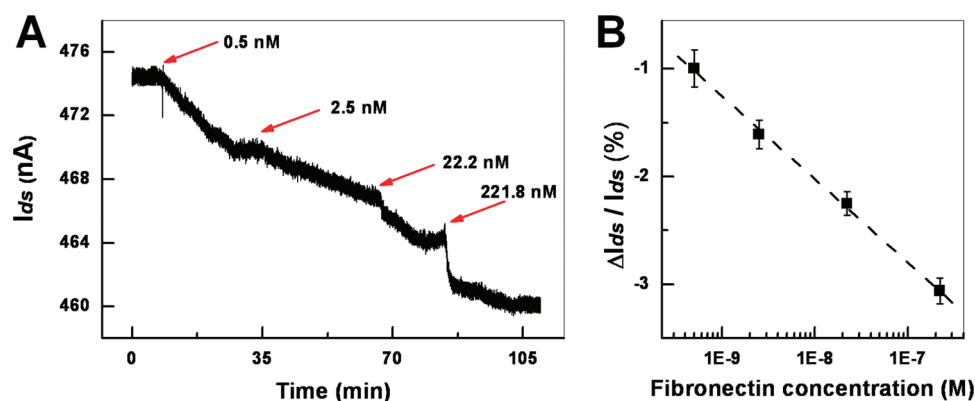 A
476
472
468
464
460
Ids (nA)
0.5 nM
2.5 nM
22.2 nM
221.8 nM
0
35
70
105
Time (min)
B
-1
-2
-3
ΔIds / Ids (%)
1E-9
1E-8
1E-7
Fibronectin concentration (M)